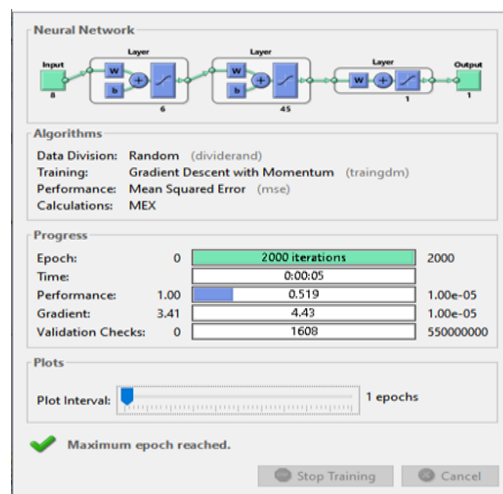 Neural Network
Layer Layer Layer
Input Output
W W W
b b
8 6 45 1 1
Algorithms
Data Division: Random (dividerand)
Training: Gradient Descent with Momentum (traingdm)
Performance: Mean Squared Error (mse)
Calculations: MEX
Progress
Epoch: 0 2000 iterations 2000
Time: 0:00:05
Performance: 1.00 0.519 1.00e-05
Gradient: 3.41 4.43 1.00e-05
Validation Checks: 0 1608 550000000
Plots
Plot Interval: 1 epochs
Maximum epoch reached.
Stop Training Cancel